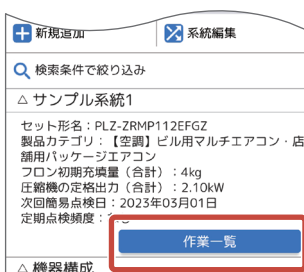 新規追加
系統編集
検索条件で絞り込み
△ サンプル系統1
セット形名：PLZ-ZRMP112EFGZ
製品カテゴリ：【空調】ビル用マルチエアコン・店
舗用パッケージエアコン
フロン初期充填量（合計）：4kg
圧縮機の定格出力（合計）：2.10kW
次回簡易点検日：2023年03月01日
定期点検頻度：
作業一覧
△ 機器構成